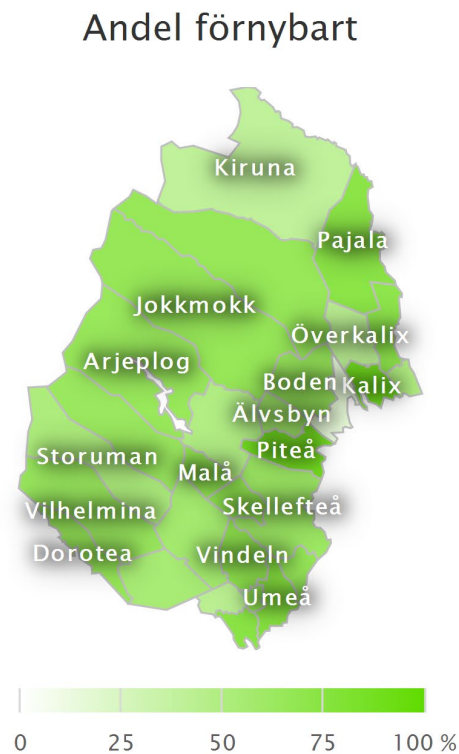 Andel förnybart
Kiruna
Pajala
Jokkmokk
Överkalix
Arjeplog
Boden Kalix
Älvsbyn
Piteå
Storuman
Malå
Vilhelmina
Skellefteå
Dorotea
Vindeln
Umeå
0 25 50 75 100 %